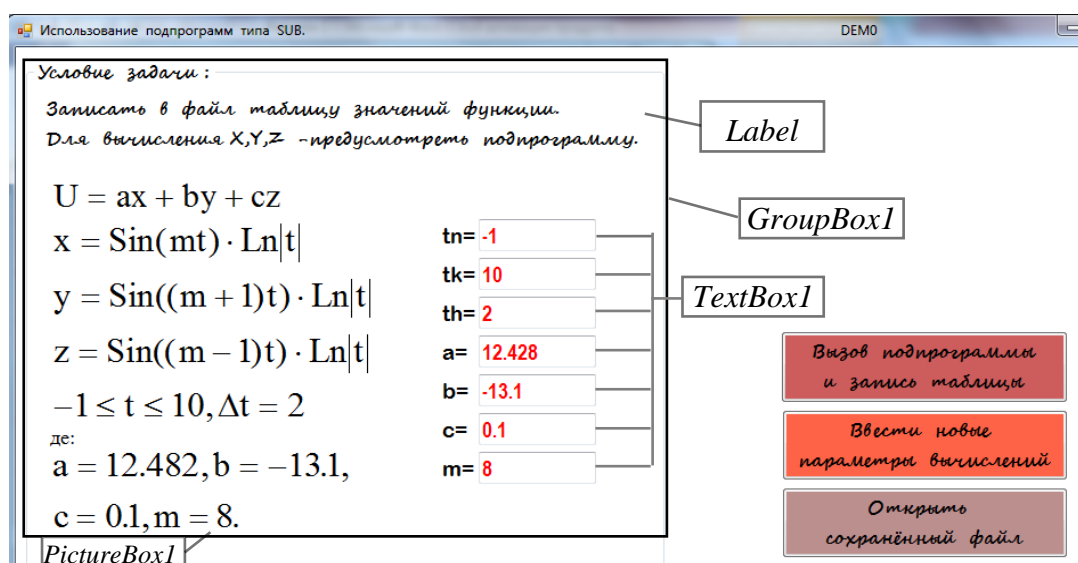 Использование подпрограмм типа SUB.
DEMO
Условие задачи :
Записать в файл таблицу значений функции.
Для вычисления X,Y,Z -предусмотреть подпрограмму.
Label
U = ax + by + cz
GroupBox1
x = Sin(mt) · Ln|t|
tn= -1
tk= 10
y = Sin((m + 1)t) · Ln|t|
TextBox1
th= 2
z = Sin((m − 1)t) · Ln|t|
a= 12.428
Вызов подпрограммы
и запись таблицы
b= -13.1
−1 ≤ t ≤ 10, Δt = 2
c= 0.1
Ввести новые
параметры вычислений
де:
a = 12.482, b = −13.1,
m= 8
c = 0.1, m = 8.
Открыть
сохранённый файл
PictureBox1